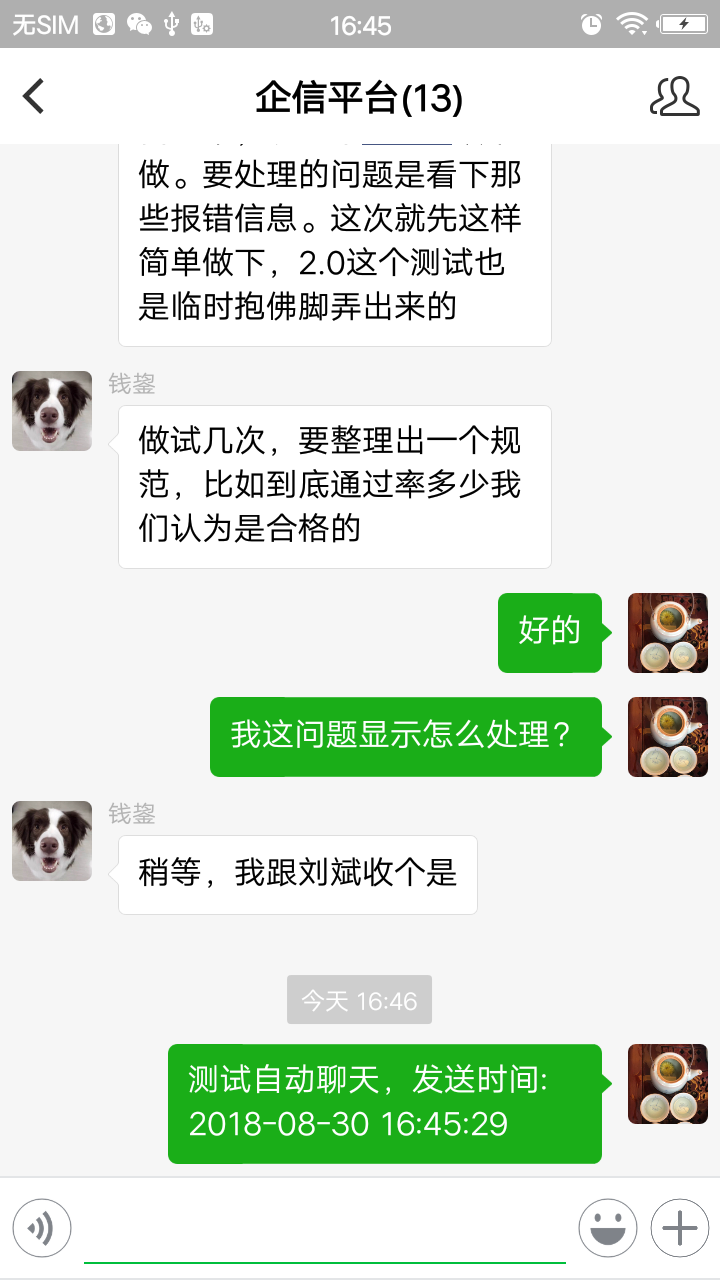 无SIM
16:45
企信平台(13)
做。要处理的问题是看下那
些报错信息。这次就先这样
简单做下，2.0这个测试也
是临时抱佛脚弄出来的
钱鋆
做试几次，要整理出一个规
范，比如到底通过率多少我
们认为是合格的
好的
我这问题显示怎么处理？
钱鋆
稍等，我跟刘斌收个是
今天 16:46
测试自动聊天，发送时间:
2018-08-30 16:45:29